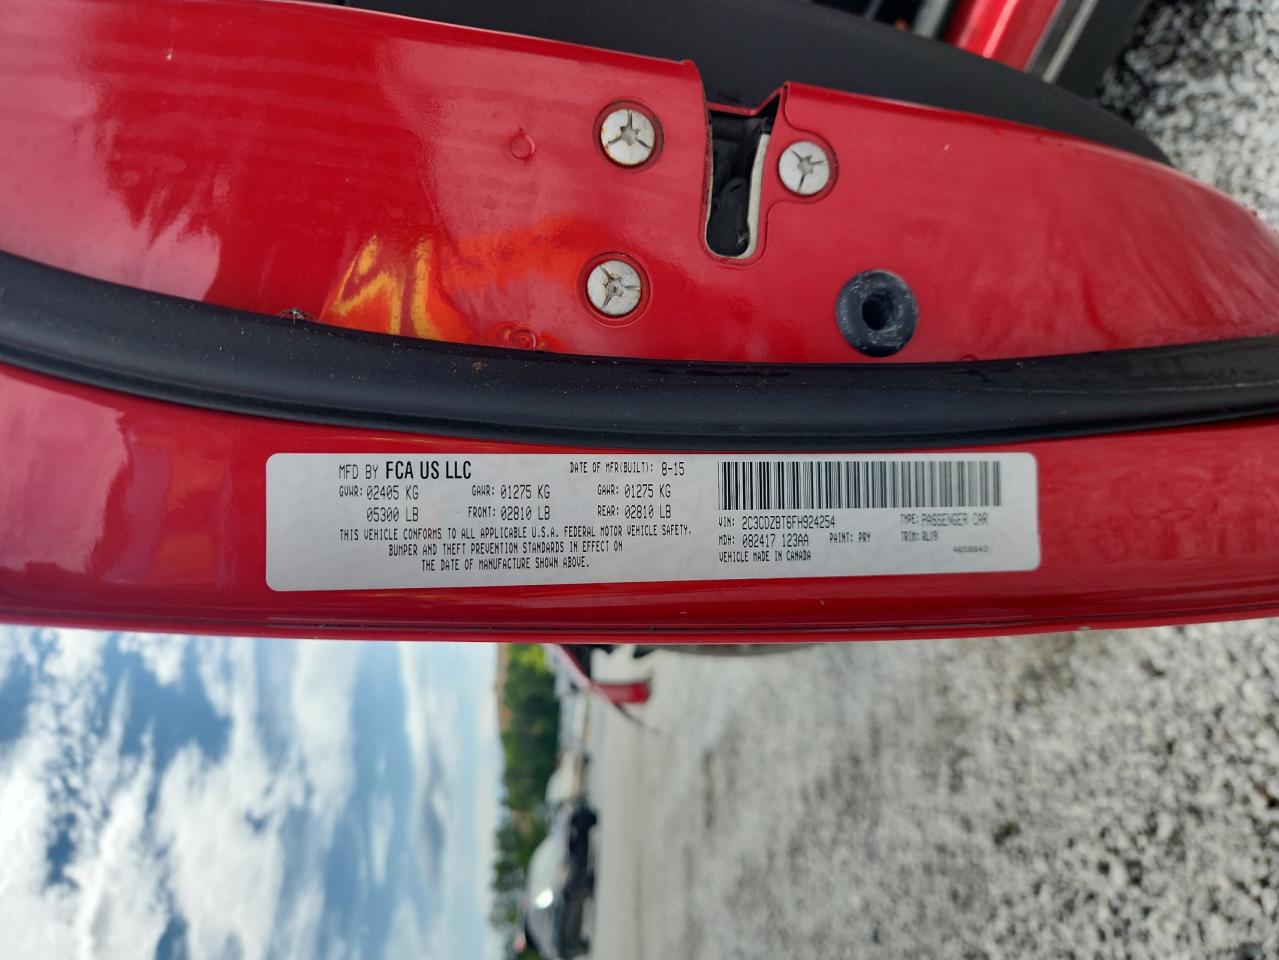 MFD BY FCA US LLC DATE OF MFR(BUILT): 8-15
GVWR: 02405 KG GAWR: 01275 KG GAWR: 01275 KG
05300 LB FRONT: 02810 LB REAR: 02810 LB
THIS VEHICLE CONFORMS TO ALL APPLICABLE U.S.A. FEDERAL MOTOR VEHICLE SAFETY,
BUMPER AND THEFT PREVENTION STANDARDS IN EFFECT ON
THE DATE OF MANUFACTURE SHOWN ABOVE.
VIN: 2C3CDZBT6FH924254 TYPE: PASSENGER CAR
MDH: 082417 123AA PAINT: PRY TRIM: RLJ9
VEHICLE MADE IN CANADA